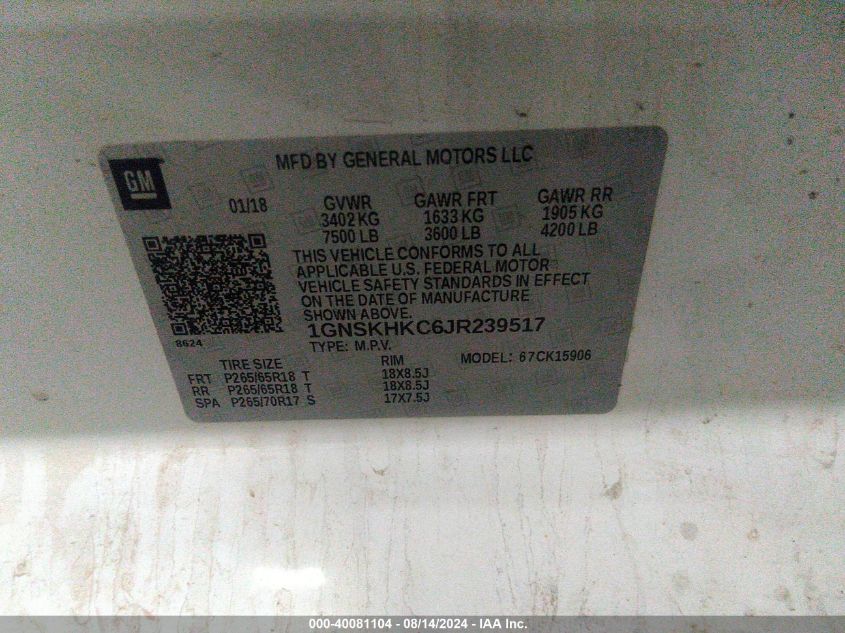 MFD BY GENERAL MOTORS LLC
GM
01/18 GVWR GAWR FRT GAWR RR
3402 KG 1633 KG 1905 KG
7500 LB 3600 LB 4200 LB
THIS VEHICLE CONFORMS TO ALL
APPLICABLE U.S. FEDERAL MOTOR
VEHICLE SAFETY STANDARDS IN EFFECT
ON THE DATE OF MANUFACTURE
SHOWN ABOVE.
1GNSKHKC6JR239517
8624
TYPE: M.P.V. MODEL: 67CK15906
TIRE SIZE RIM
FRT P265/65R18 T 18X8.5J
RR P265/65R18 T 18X8.5J
SPA P265/70R17 S 17X7.5J
000-40081104 - 08/14/2024 - IAA Inc.